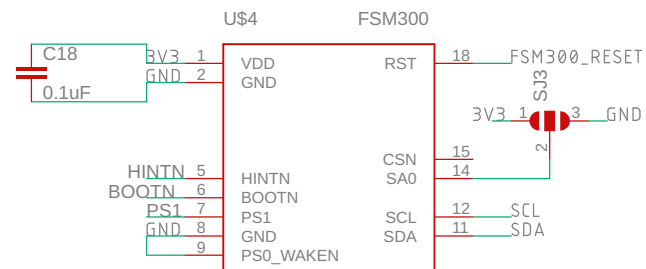 U$4 FSM300
C18
3V3 1 VDD RST 18 FSM300_RESET
GND 2 GND
0.1uF
SJ3
3V3 1 3 GND
2
CSN 15
HINTN 5 HINTN SA0 14
BOOTN 6 BOOTN
PS1 7 PS1 SCL 12 SCL
GND 8 GND SDA 11 SDA
9 PS0_WAKEN